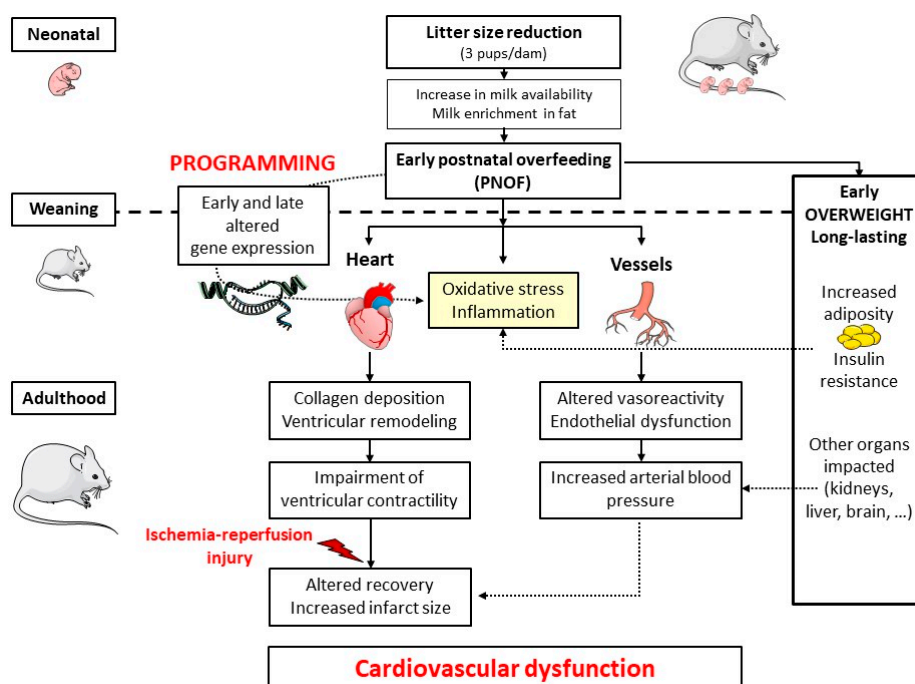 Neonatal
Litter size reduction
(3 pups/dam)
Increase in milk availability
Milk enrichment in fat
PROGRAMMING
Early postnatal overfeeding
(PNOF)
Weaning
Early and late
altered
gene expression
Early
OVERWEIGHT
Long-lasting
Heart
Oxidative stress
Inflammation
Vessels
Increased
adiposity
Insulin
resistance
Adulthood
Collagen deposition
Ventricular remodeling
Altered vasoreactivity
Endothelial dysfunction
Impairment of
ventricular contractility
Increased arterial blood
pressure
Other organs
impacted
(kidneys,
liver, brain, ...)
Ischemia-reperfusion
injury
Altered recovery
Increased infarct size
Cardiovascular dysfunction